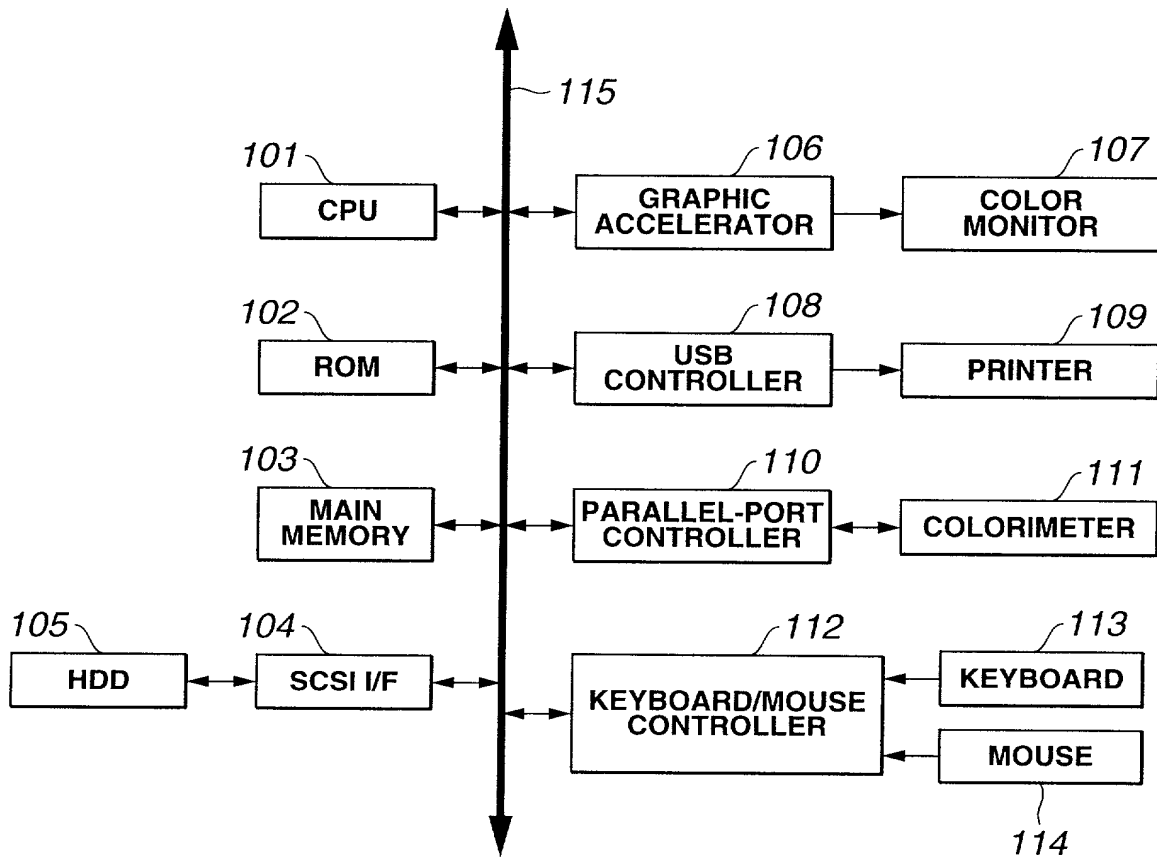 115
101
CPU
106
GRAPHIC
ACCELERATOR
107
COLOR
MONITOR
102
ROM
108
USB
CONTROLLER
109
PRINTER
103
MAIN
MEMORY
110
PARALLEL-PORT
CONTROLLER
111
COLORIMETER
105
HDD
104
SCSI I/F
112
KEYBOARD/MOUSE
CONTROLLER
113
KEYBOARD
MOUSE
114